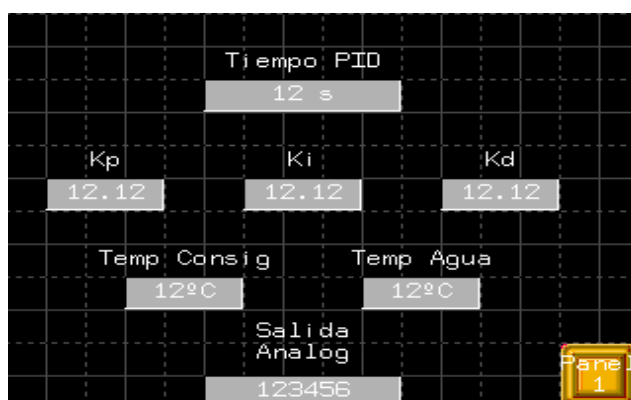 Tiempo PID
12 s
Kp Ki Kd
12.12 12.12 12.12
Temp Consig Temp Agua
12ºC 12ºC
Salida
Analog
123456
Panel
1